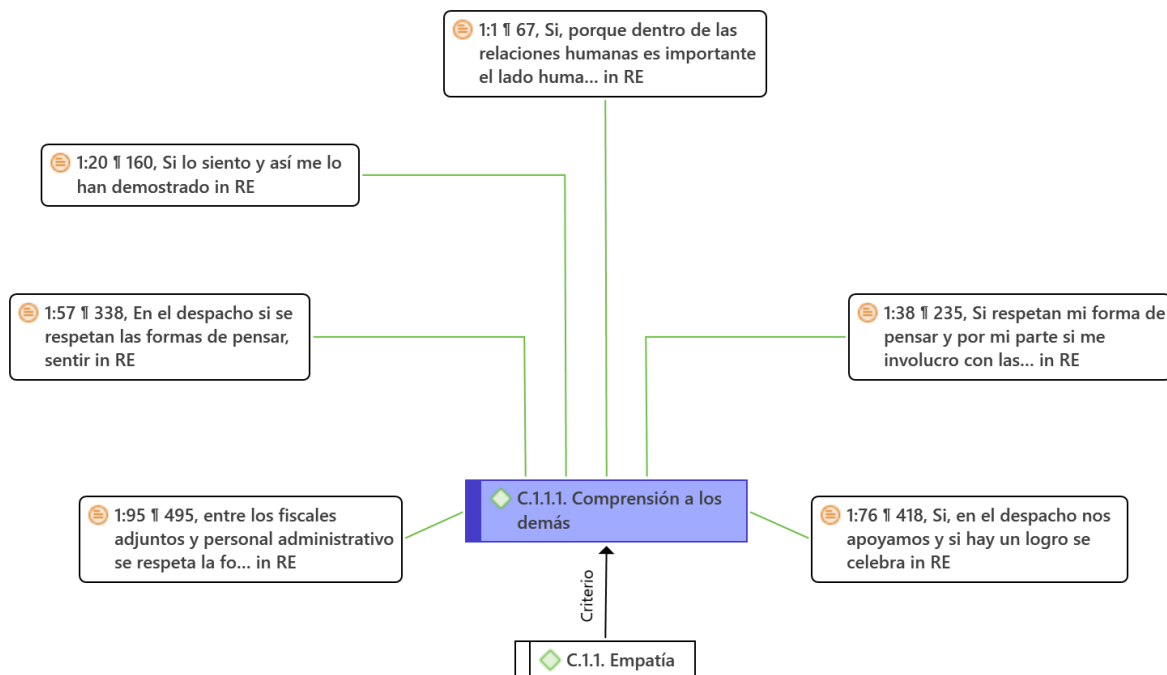 1:1 ¶ 67, Si, porque dentro de las
relaciones humanas es importante
el lado huma... in RE
1:20 ¶ 160, Si lo siento y así me lo
han demostrado in RE
1:57 ¶ 338, En el despacho si se
respetan las formas de pensar,
sentir in RE
1:38 ¶ 235, Si respetan mi forma de
pensar y por mi parte si me
involucro con las... in RE
1:95 ¶ 495, entre los fiscales
adjuntos y personal administrativo
se respeta la fo... in RE
C.1.1.1. Comprensión a los
demás
1:76 ¶ 418, Si, en el despacho nos
apoyamos y si hay un logro se
celebra in RE
Criterio
C.1.1. Empatía